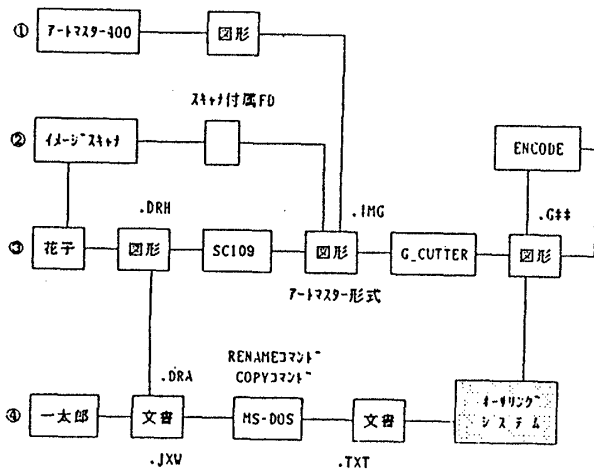 ① ｱｰﾄﾏｽﾀｰ400
図形
ｽｷｬﾅ付属FD
② ｲﾒｰｼﾞｽｷｬﾅ
ENCODE
.DRH
.IMG
.G**
③ 花子
図形
SC109
図形
G_CUTTER
図形
ｱｰﾄﾏｽﾀｰ形式
RENAMEｺﾏﾝﾄﾞ
COPYｺﾏﾝﾄﾞ
.DRA
④ 一太郎
文書
MS-DOS
文書
ｵｰｻﾘﾝｸﾞ
ｼｽﾃﾑ
.JXW
.TXT